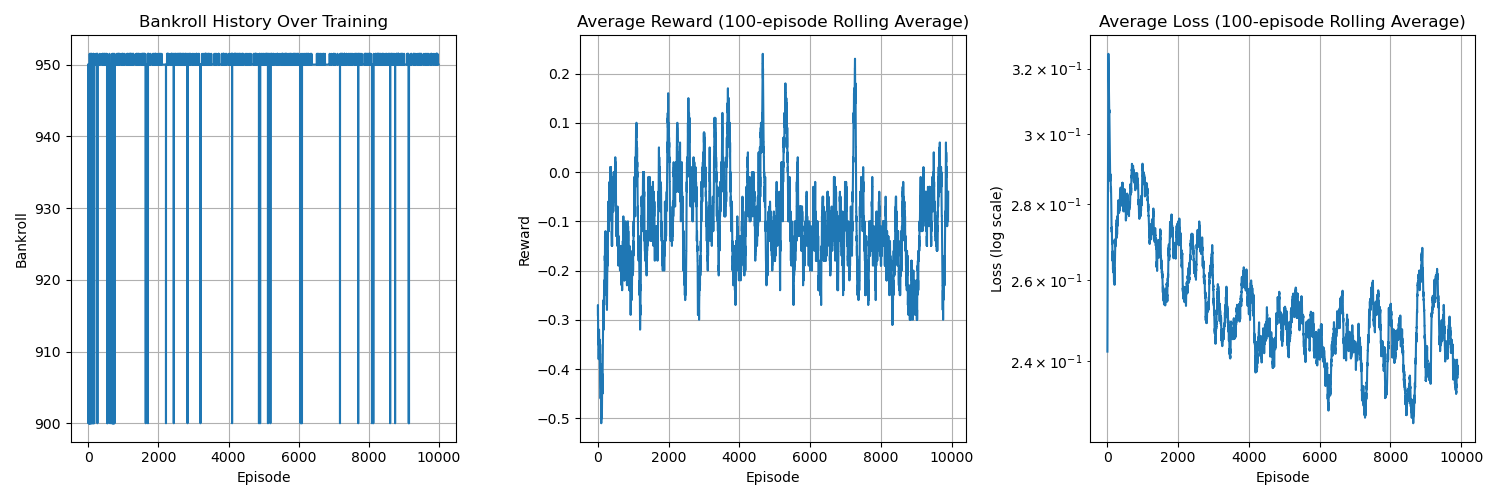 Bankroll History Over Training
Bankroll
950
940
930
920
910
900
0 2000 4000 6000 8000 10000
Episode
Average Reward (100-episode Rolling Average)
Reward
0.2
0.1
0.0
−0.1
−0.2
−0.3
−0.4
−0.5
0 2000 4000 6000 8000 10000
Episode
Average Loss (100-episode Rolling Average)
Loss (log scale)
3.2 × 10⁻¹
3 × 10⁻¹
2.8 × 10⁻¹
2.6 × 10⁻¹
2.4 × 10⁻¹
0 2000 4000 6000 8000 10000
Episode